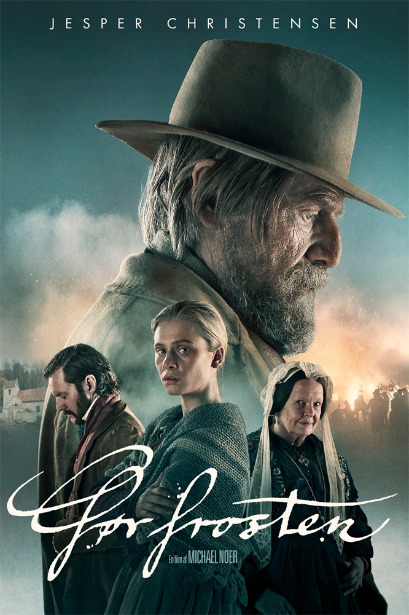 JESPER CHRISTENSEN
Før frosten
En film af MICHAEL NOER